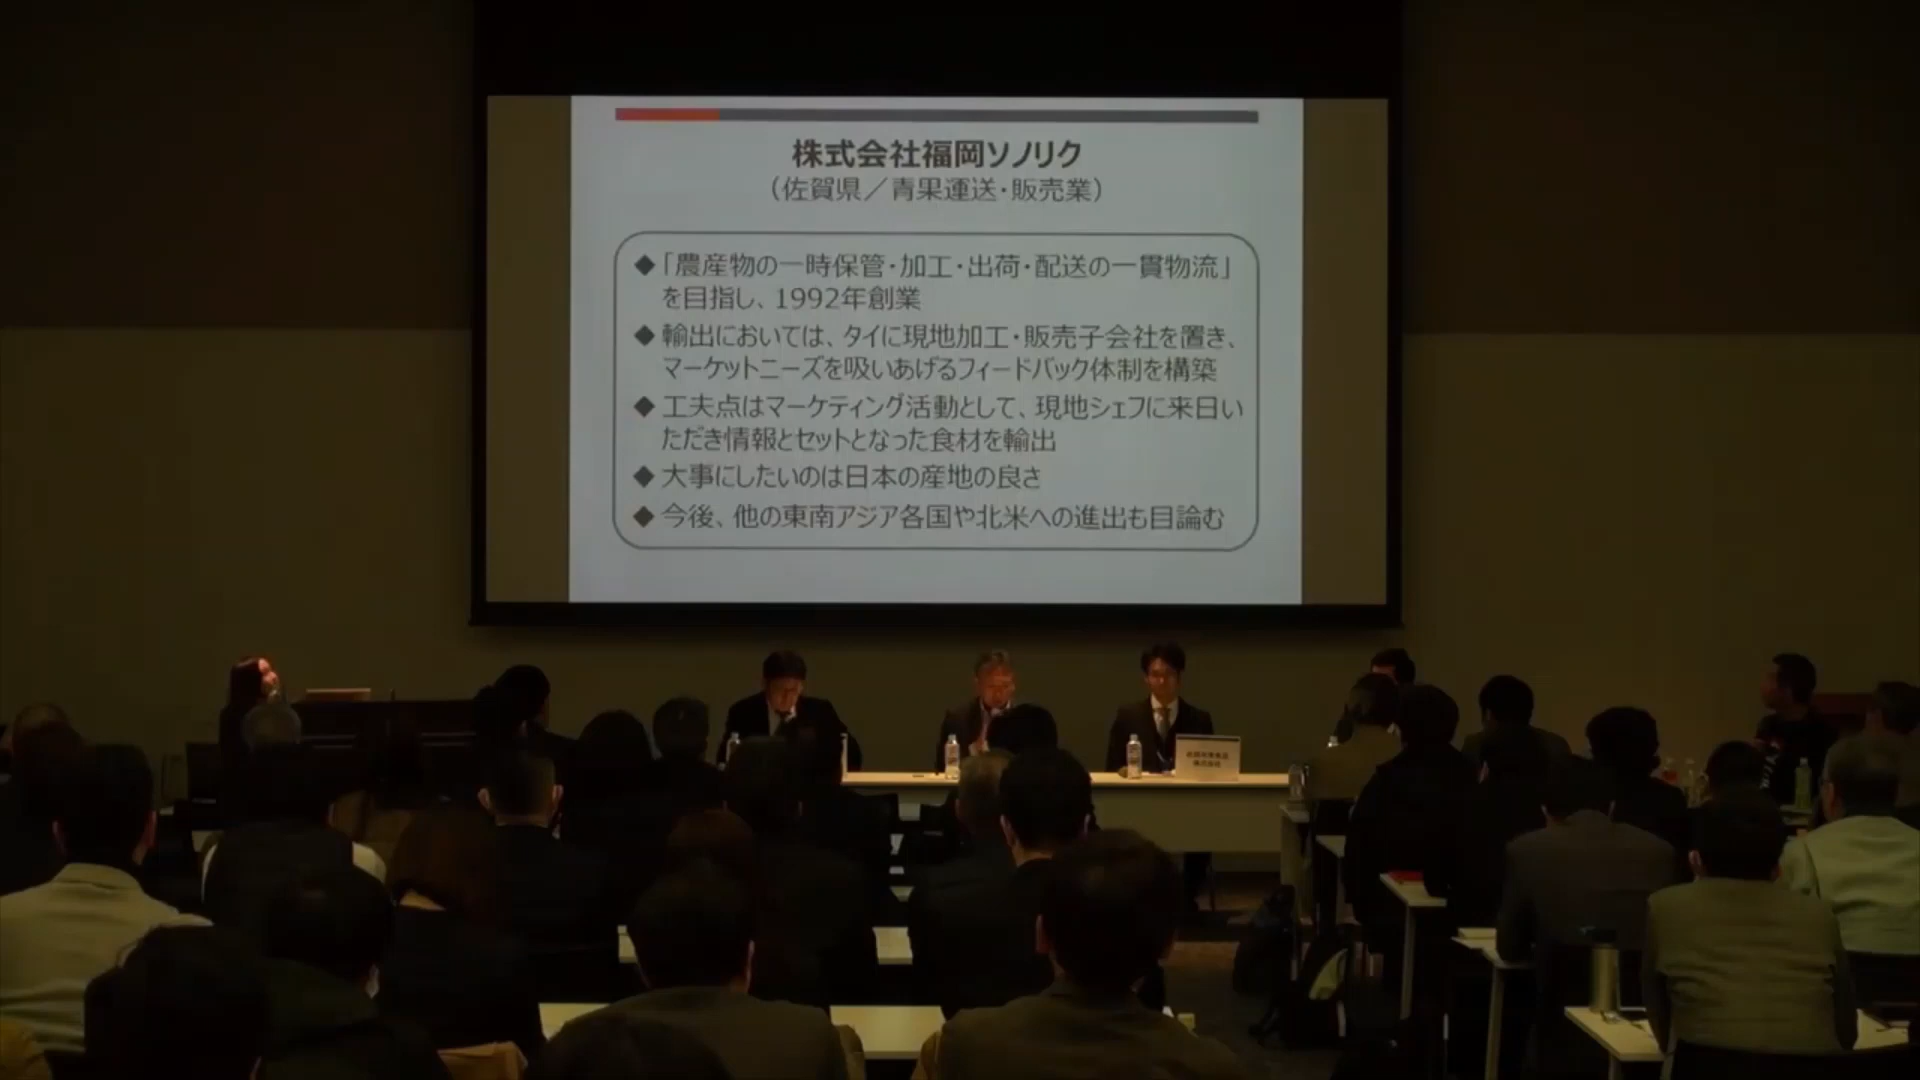 株式会社福岡ソノリク
（佐賀県／青果運送・販売業）
◆「農産物の一時保管・加工・出荷・配送の一貫物流」
を目指し、1992年創業
◆輸出においては、タイに現地加工・販売子会社を置き、
マーケットニーズを吸いあげるフィードバック体制を構築
◆工夫点はマーケティング活動として、現地シェフに来日い
ただき情報とセットとなった食材を輸出
◆大事にしたいのは日本の産地の良さ
◆今後、他の東南アジア各国や北米への進出も目論む
株式会社